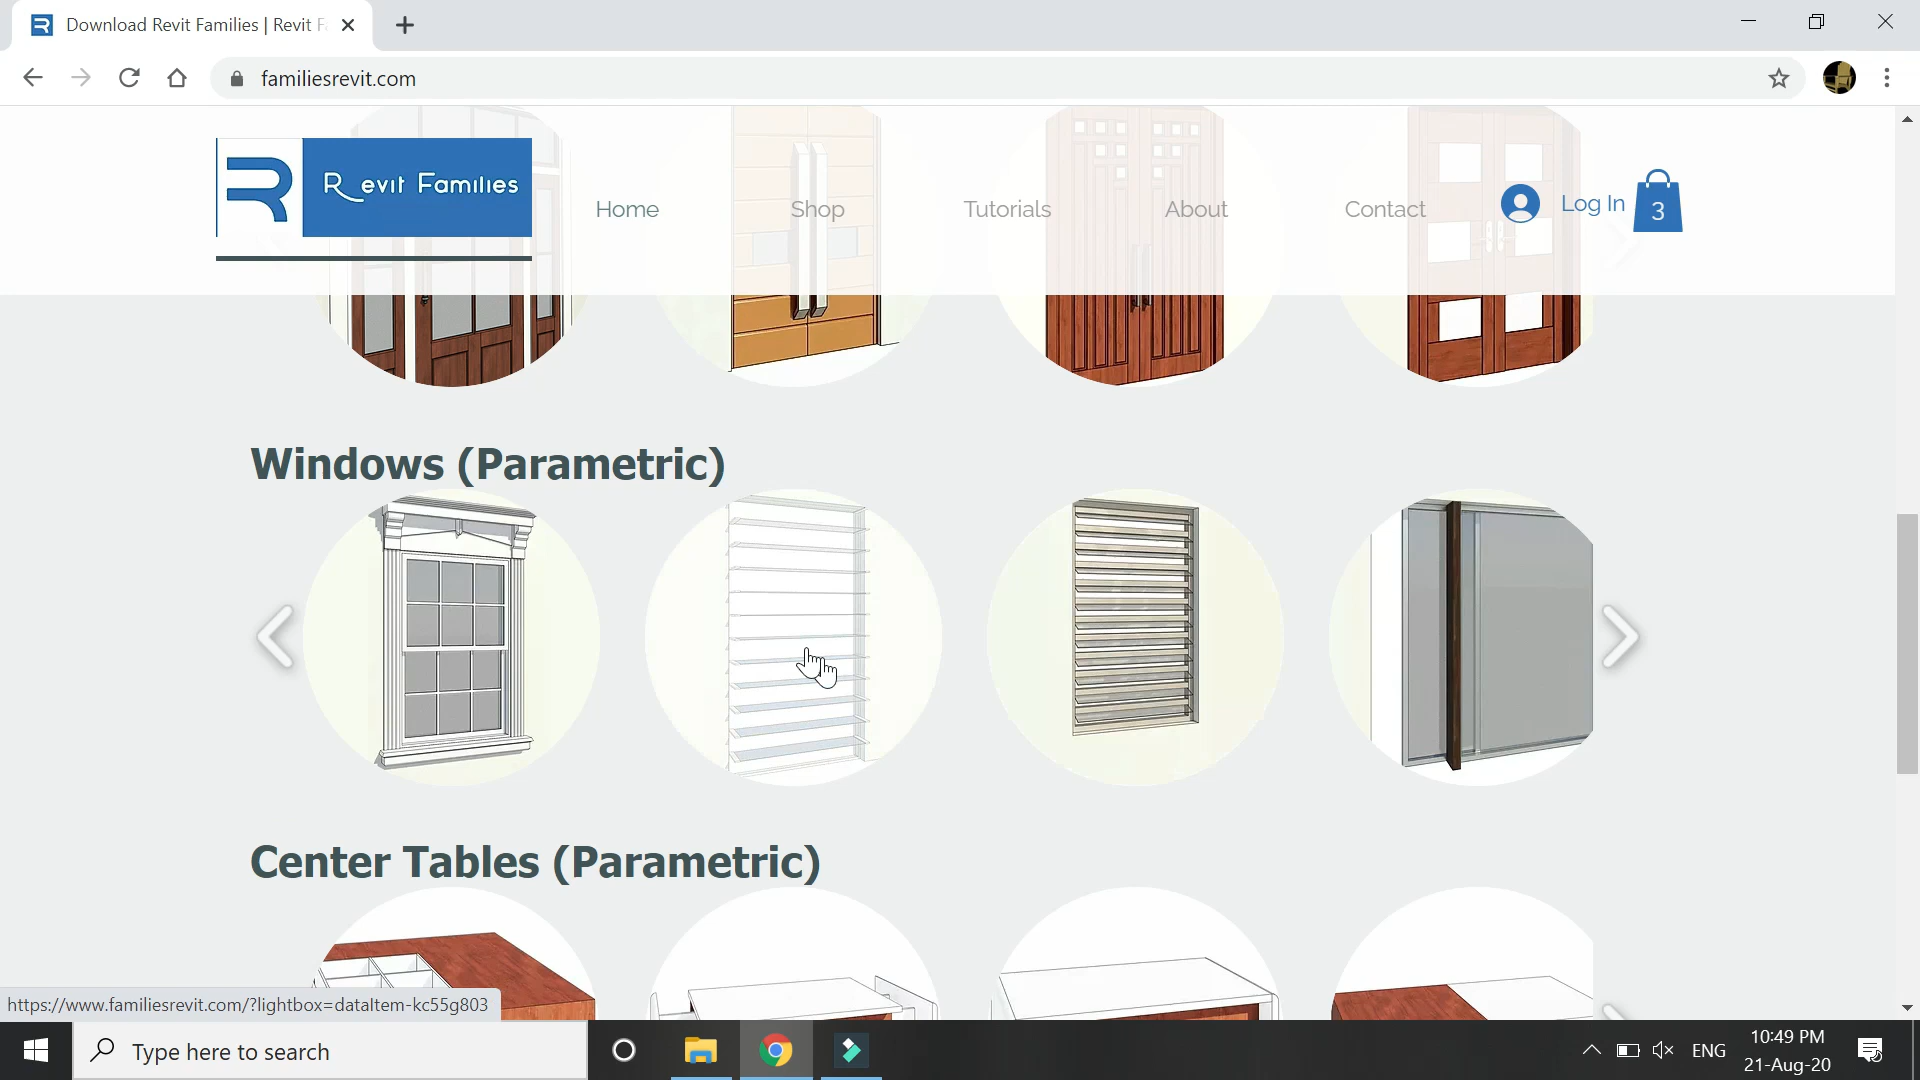 Download Revit Families | Revit F
familiesrevit.com
Revit Families
Home
Shop
Tutorials
About
Contact
Log In
3
Windows (Parametric)
Center Tables (Parametric)
https://www.familiesrevit.com/?lightbox=dataItem-kc55g803
Type here to search
ENG
10:49 PM
21-Aug-20